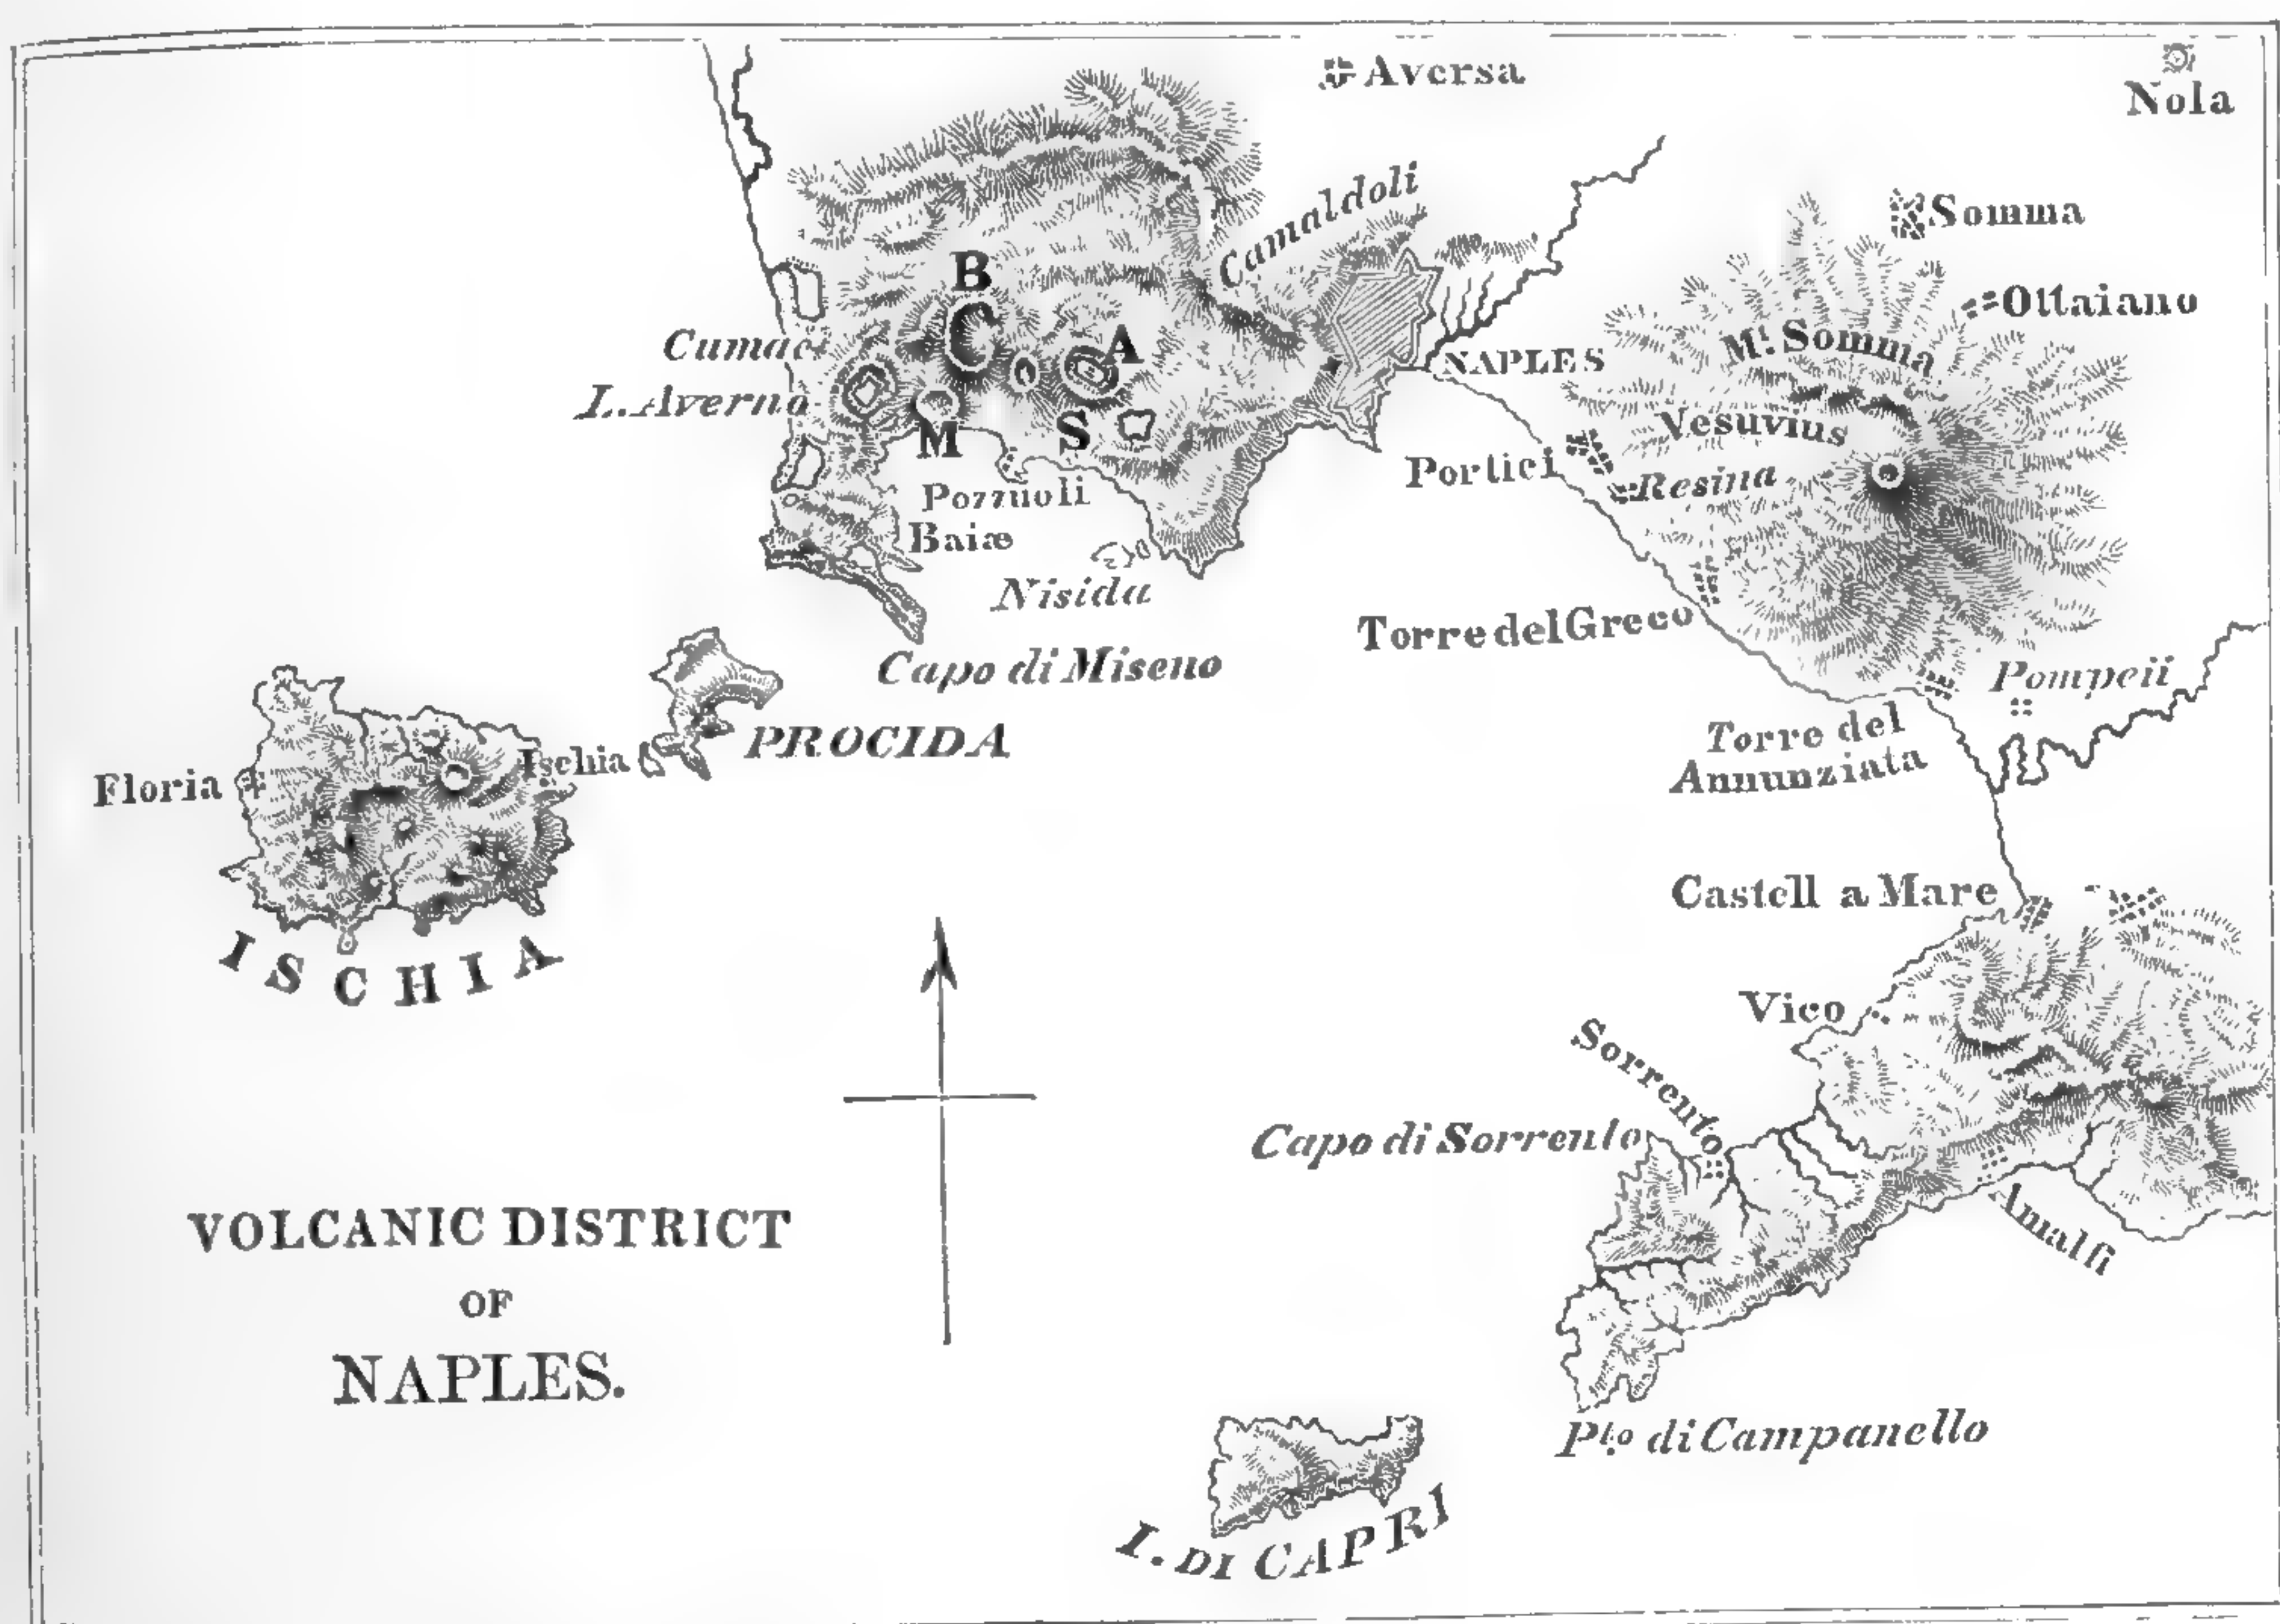 Aversa
Nola
Camaldoli
Somma
B
Ottaiano
Cumae
A
Mt. Somma
NAPLES
L. Averno
Vesuvius
M
S
Portici
Resina
Pozzuoli
Baiæ
Nisida
Torre del Greco
Capo di Miseno
Pompeii
PROCIDA
Torre del
Annunziata
Ischia
Floria
Castell a Mare
ISCHIA
Vico
Sorrento
Capo di Sorrento
Amalfi
VOLCANIC DISTRICT
OF
NAPLES.
Pto di Campanello
I. DI CAPRI